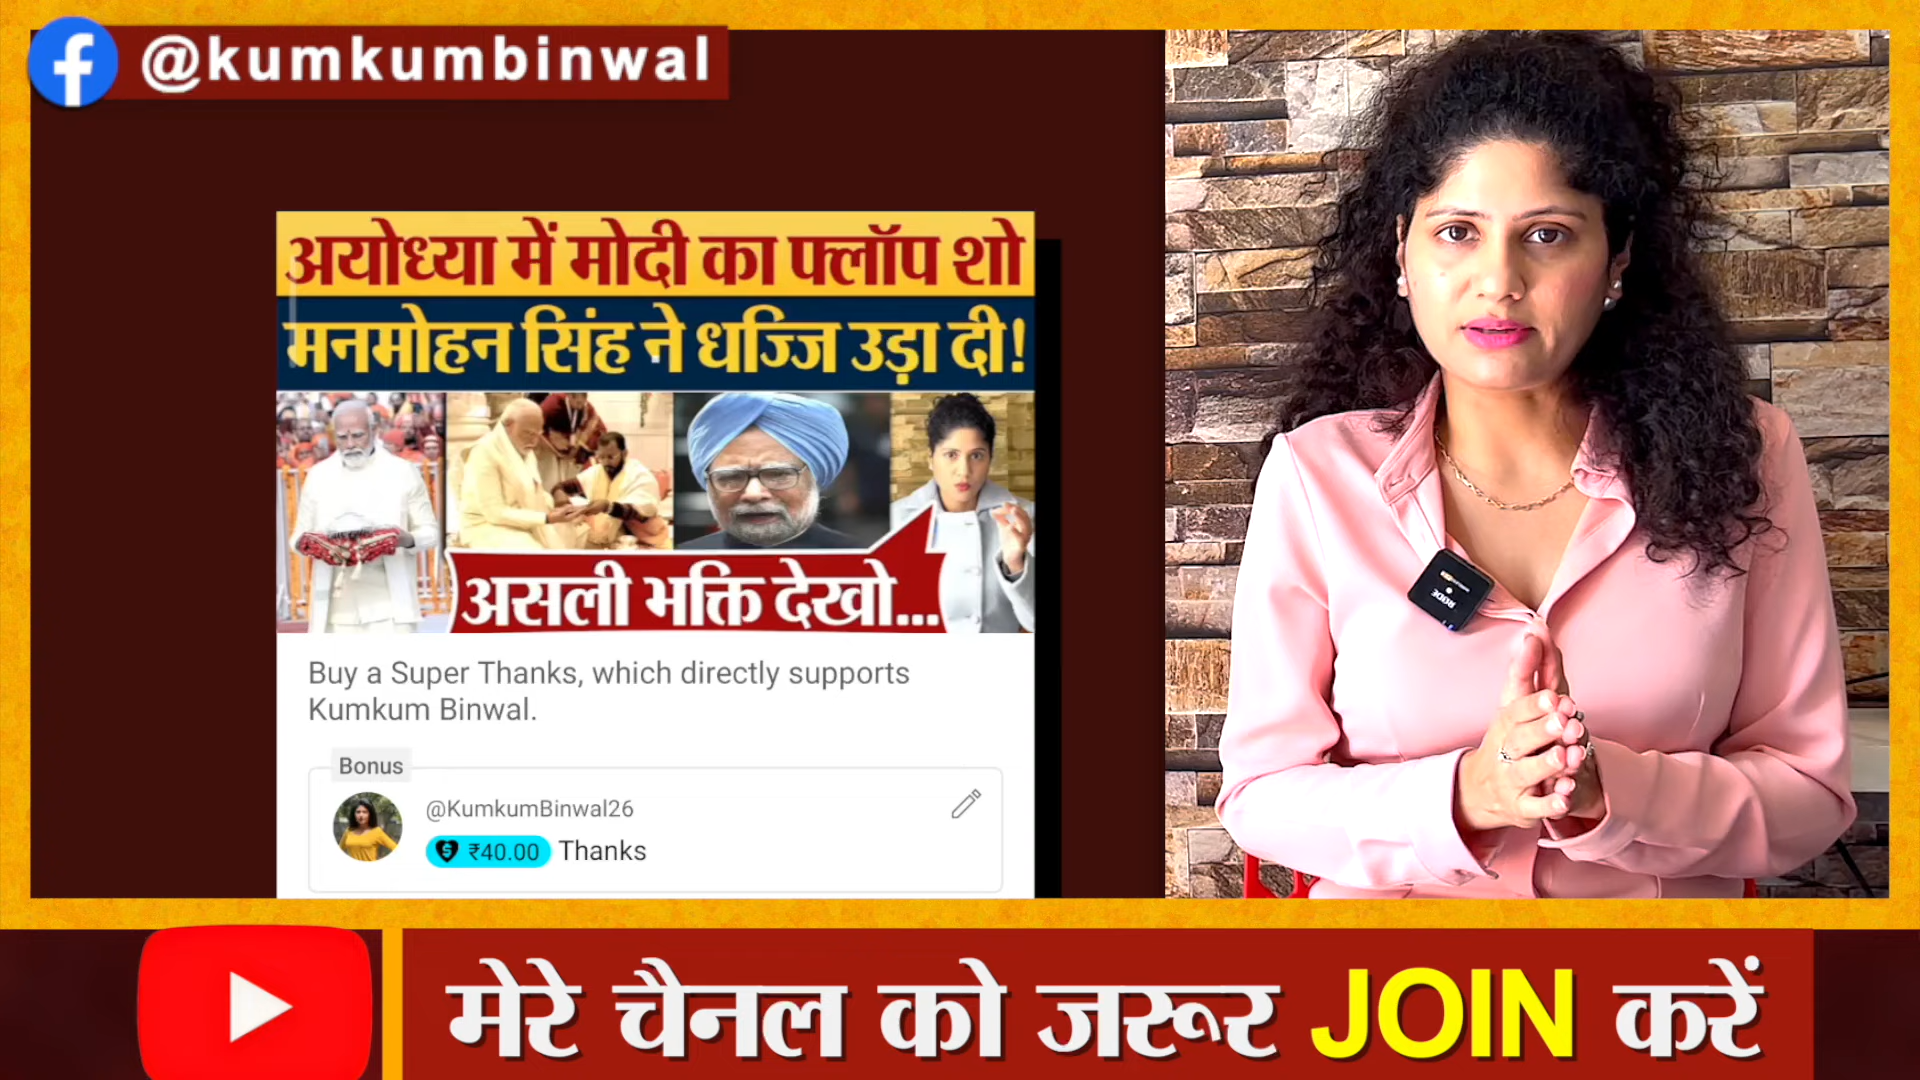 @kumkumbinwal
अयोध्या में मोदी का फ्लॉप शो
मनमोहन सिंह ने धज्जि उड़ा दी!
असली भक्ति देखो...
Buy a Super Thanks, which directly supports
Kumkum Binwal.
Bonus
@KumkumBinwal26
₹40.00 Thanks
RØDE
मेरे चैनल को जरूर JOIN करें